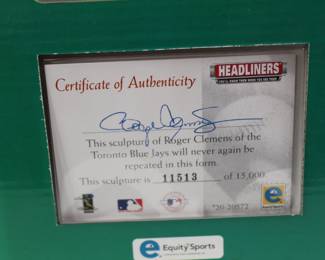 HEADLINERS
Certificate of Authenticity
This sculpture of Roger Clemens of the
Toronto Blue Jays will never again be
repeated in this form.
This sculpture is 11513 of 15,000
Equity Sports